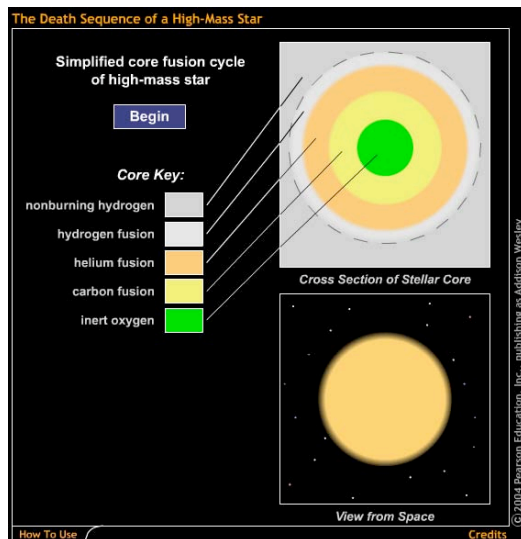 The Death Sequence of a High-Mass Star
Simplified core fusion cycle
of high-mass star
Begin
Core Key:
nonburning hydrogen
hydrogen fusion
helium fusion
carbon fusion
inert oxygen
Cross Section of Stellar Core
View from Space
©2004 Pearson Education, Inc., publishing as Addison Wesley
How To Use
Credits